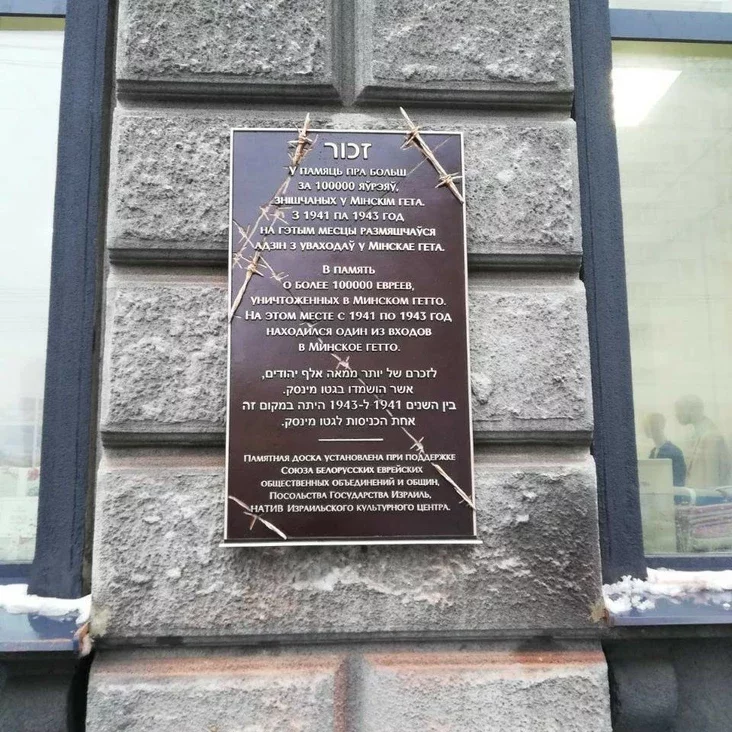 זכור
У ПАМЯЦЬ ПРА БОЛЬШ
ЗА 100000 ЯЎРЭЯЎ,
ЗНІШЧАНЫХ У МІНСКІМ ГЕТА.
З 1941 ПА 1943 ГОД
НА ГЭТЫМ МЕСЦЫ РАЗМЯШЧАЎСЯ
АДЗІН З УВАХОДАЎ У МІНСКАЕ ГЕТА.
В ПАМЯТЬ
О БОЛЕЕ 100000 ЕВРЕЕВ,
УНИЧТОЖЕННЫХ В МИНСКОМ ГЕТТО.
НА ЭТОМ МЕСТЕ С 1941 ПО 1943 ГОД
НАХОДИЛСЯ ОДИН ИЗ ВХОДОВ
В МИНСКОЕ ГЕТТО.
לזכרם של יותר ממאה אלף יהודים,
אשר הושמדו בגטו מינסק.
בין השנים 1941 ל-1943 היתה במקום זה
אחת הכניסות לגטו מינסק.
ПАМЯТНАЯ ДОСКА УСТАНОВЛЕНА ПРИ ПОДДЕРЖКЕ
СОЮЗА БЕЛОРУССКИХ ЕВРЕЙСКИХ
ОБЩЕСТВЕННЫХ ОБЪЕДИНЕНИЙ И ОБЩИН,
ПОСОЛЬСТВА ГОСУДАРСТВА ИЗРАИЛЬ,
НАТИВ ИЗРАИЛЬСКОГО КУЛЬТУРНОГО ЦЕНТРА.